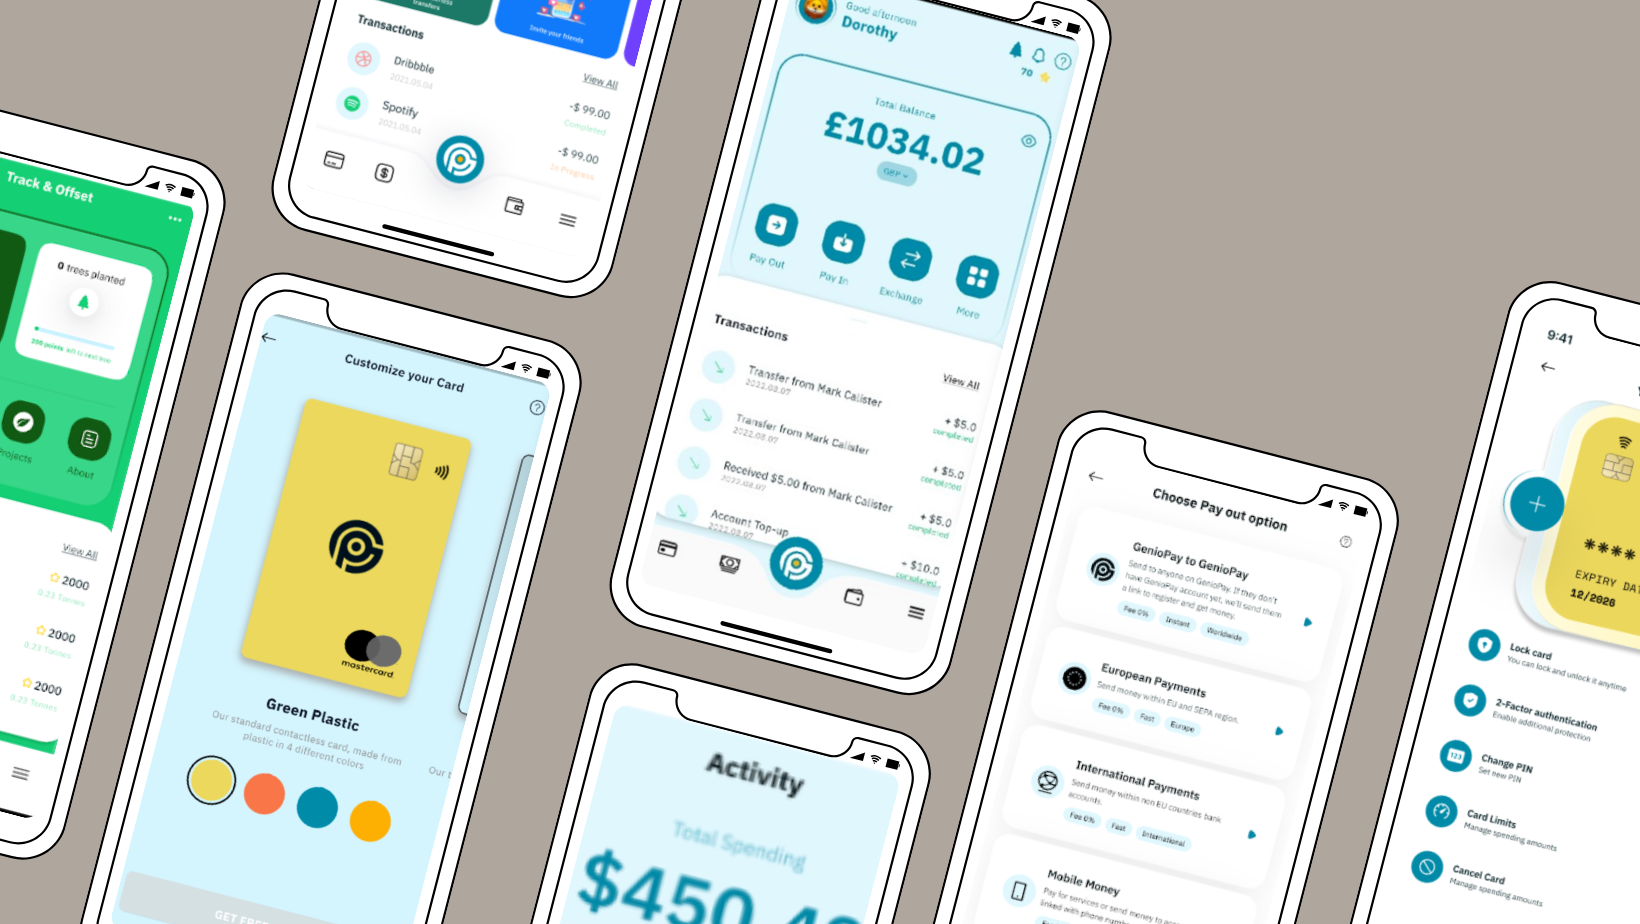 Track & Offset
0 trees planted
200 points left to next tree
Projects
About
View All
2000
0.23 Tonnes
2000
0.23 Tonnes
2000
0.23 Tonnes
transfers
Invite your friends
Transactions
View All
Dribbble
2021.05.04
-$ 99.00
Completed
Spotify
2021.05.04
-$ 99.00
In Progress
Customize your Card
mastercard
Green Plastic
Our standard contactless card, made from
plastic in 4 different colors
Our
Good afternoon
Dorothy
70
Total Balance
£1034.02
GBP
Pay Out
Pay In
Exchange
More
Transactions
View All
Transfer from Mark Calister
2022.03.07
+ $5.0
completed
Transfer from Mark Calister
2022.03.07
+ $5.0
completed
Received $5.00 from Mark Calister
2022.03.07
+ $5.0
completed
Account Top-up
2022.03.07
+ $10.0
completed
Activity
Total Spending
Choose Pay out option
GenioPay to GenioPay
Send to anyone on GenioPay. If they don't
have GenioPay account yet, we'll send them
a link to register and get money.
Fee 0%
Instant
Worldwide
European Payments
Send money within EU and SEPA region.
Fee 0%
Fast
Europe
International Payments
Send money within non EU countries bank
accounts.
Fee 0%
Fast
International
Mobile Money
Pay for services or send money to
linked with phone
9:41
****
EXPIRY
12/2026
Lock card
You can lock and unlock it anytime
2-Factor authentication
Enable additional protection
123
Change PIN
Set new PIN
Card Limits
Manage spending amounts
Cancel Card
Manage spending amounts